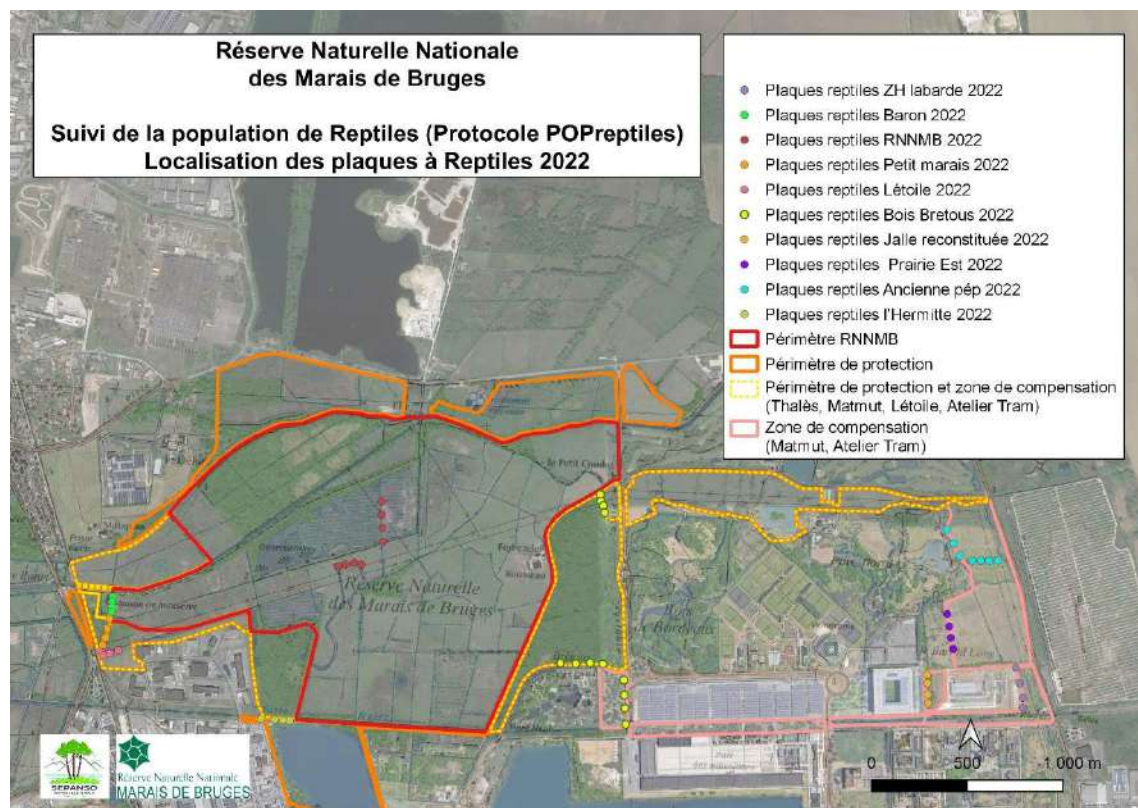 Réserve Naturelle Nationale
des Marais de Bruges
Suivi de la population de Reptiles (Protocole POPreptiles)
Localisation des plaques à Reptiles 2022
Plaques reptiles ZH labarde 2022
Plaques reptiles Baron 2022
Plaques reptiles RNNMB 2022
Plaques reptiles Petit marais 2022
Plaques reptiles Létoile 2022
Plaques reptiles Bois Bretous 2022
Plaques reptiles Jalle reconstituée 2022
Plaques reptiles Prairie Est 2022
Plaques reptiles Ancienne pép 2022
Plaques reptiles l'Hermitte 2022
Périmètre RNNMB
Périmètre de protection
Périmètre de protection et zone de compensation
(Thalès, Matmut, Létoile, Atelier Tram)
Zone de compensation
(Matmut, Atelier Tram)
le Petit
Réserve Naturelle
des Marais de Bruges
Bois
de Bordeaux
SEPANSO
Réserve Naturelle Nationale
MARAIS DE BRUGES
0 500 1 000 m